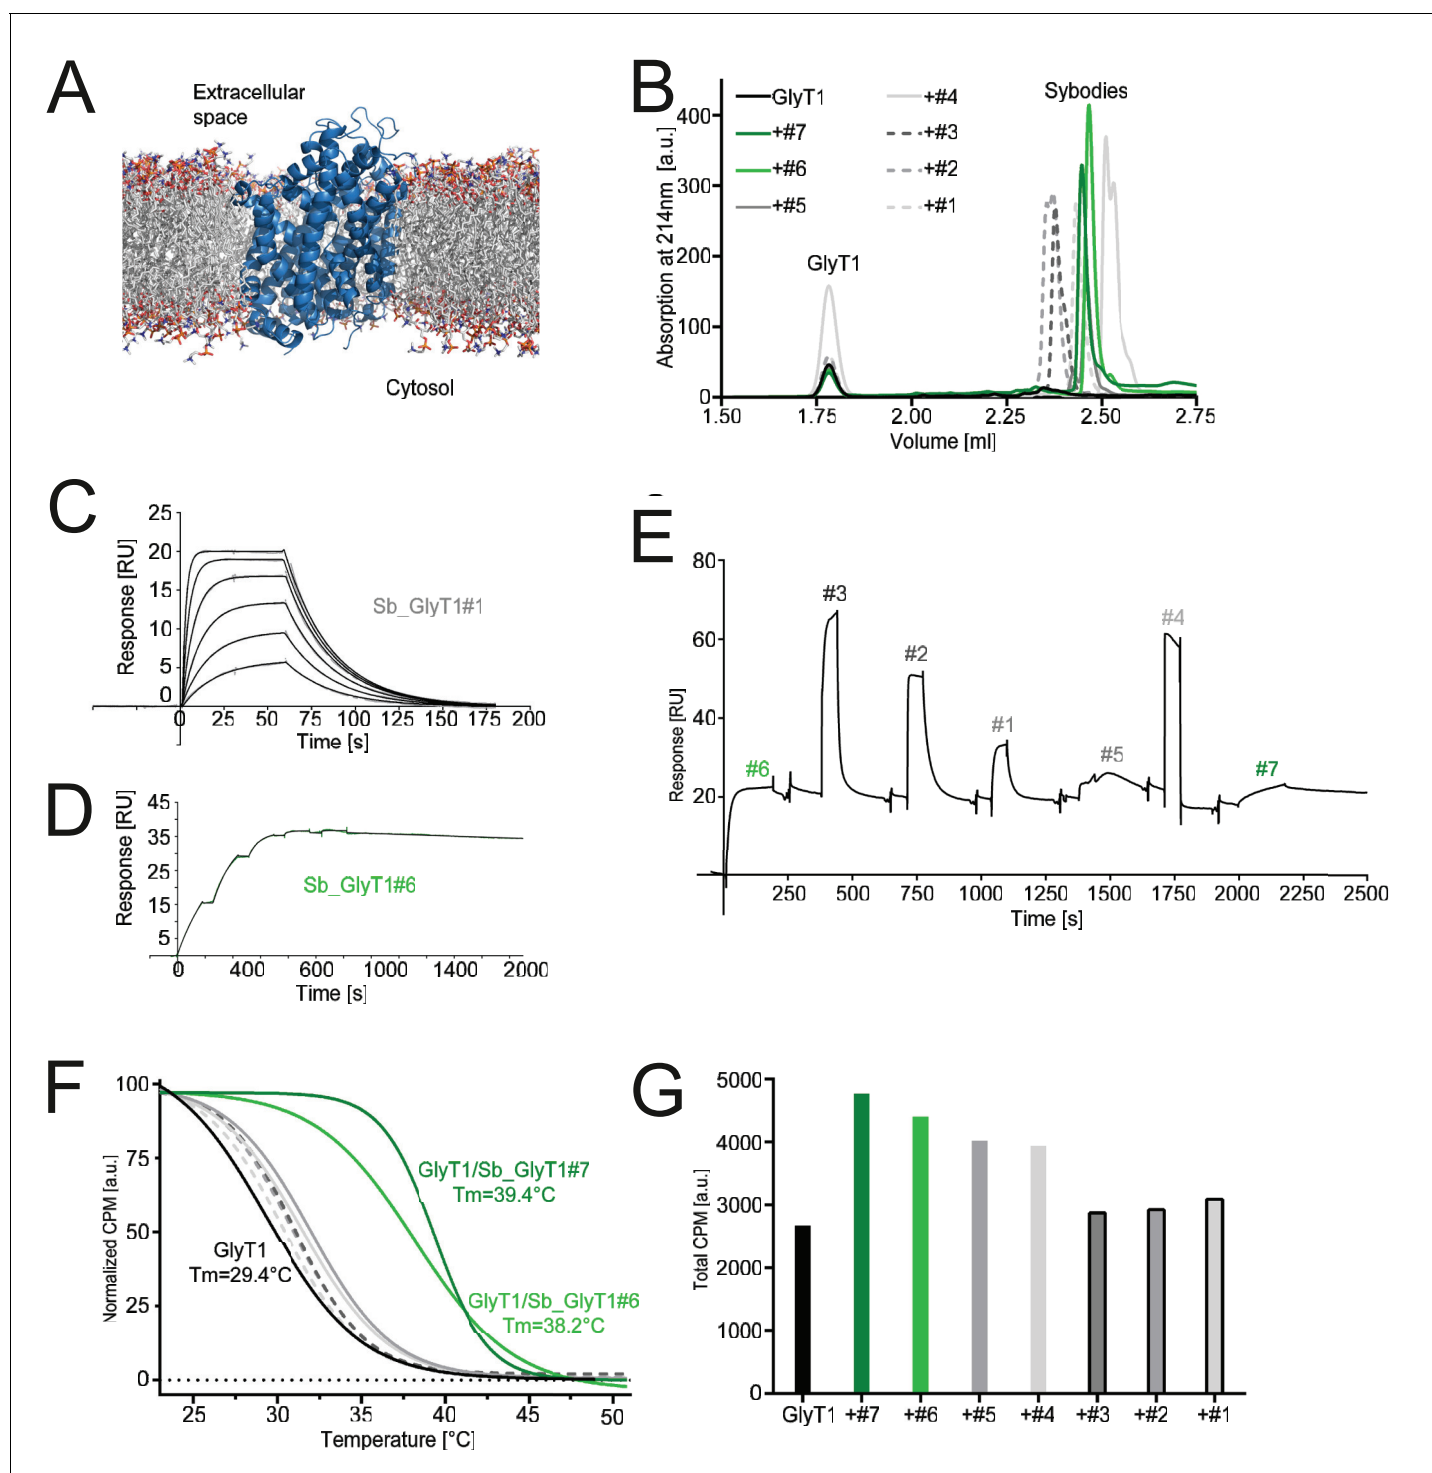 A
Extracellular
space
Cytosol
B
Sybodies
GlyT1
+#4
+#7
+#3
+#6
+#2
+#5
+#1
GlyT1
Absorption at 214nm [a.u.]
400
300
200
100
0
1.50
1.75
2.00
2.25
2.50
2.75
Volume [ml]
C
Response [RU]
25
20
15
10
5
0
Sb_GlyT1#1
0
25
50
75
100
125
175
200
Time [s]
D
Response [RU]
45
35
25
15
5
Sb_GlyT1#6
0
400
600
1000
1400
2000
Time [s]
E
Response [RU]
80
60
40
20
#6
#3
#2
#1
#5
#4
#7
250
500
750
1000
1250
1500
1750
2000
2250
2500
Time [s]
F
Normalized CPM [a.u.]
100
75
50
25
0
GlyT1/Sb_GlyT1#7
Tm=39.4°C
GlyT1
Tm=29.4°C
GlyT1/Sb_GlyT1#6
Tm=38.2°C
25
30
35
40
45
50
Temperature [°C]
G
Total CPM [a.u.]
5000
4000
3000
2000
1000
0
GlyT1
+#7
+#6
+#5
+#4
+#3
+#2
+#1